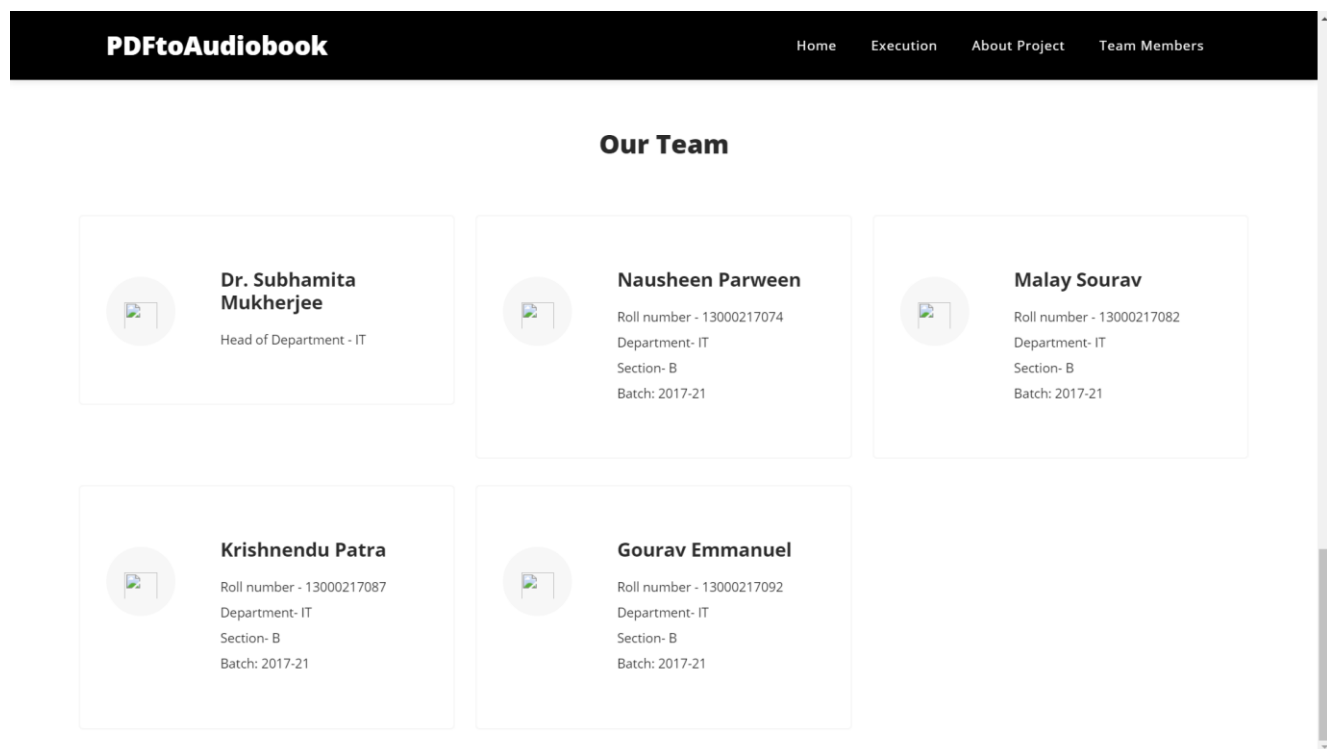 PDFtoAudiobook
Home Execution About Project Team Members
Our Team
Dr. Subhamita
Mukherjee
Head of Department - IT
Nausheen Parween
Roll number - 13000217074
Department- IT
Section- B
Batch: 2017-21
Malay Sourav
Roll number - 13000217082
Department- IT
Section- B
Batch: 2017-21
Krishnendu Patra
Roll number - 13000217087
Department- IT
Section- B
Batch: 2017-21
Gourav Emmanuel
Roll number - 13000217092
Department- IT
Section- B
Batch: 2017-21